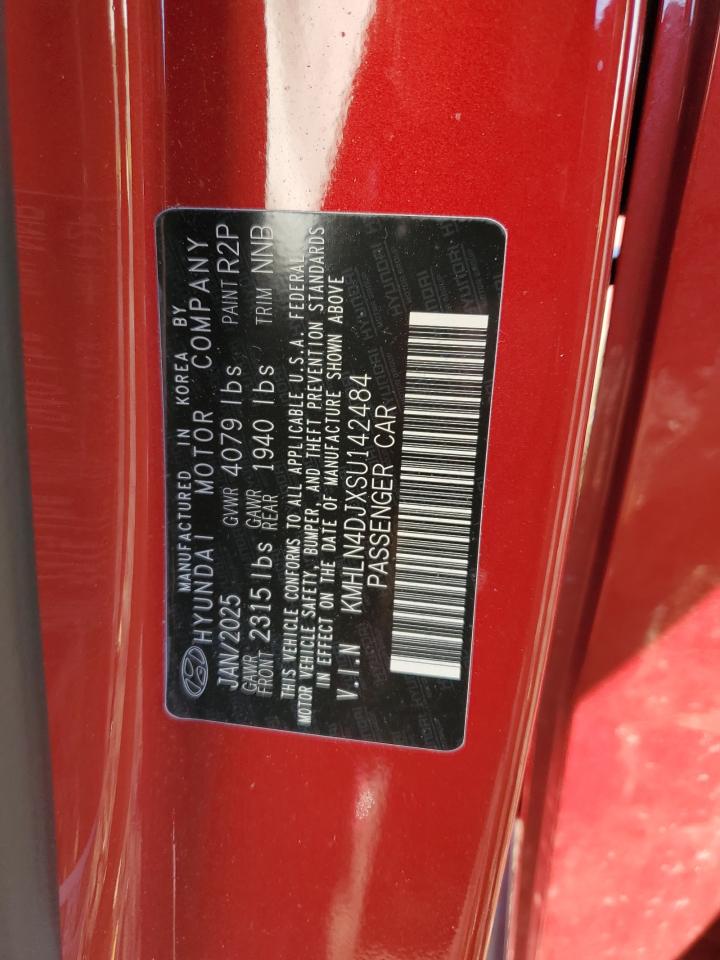 MANUFACTURED IN KOREA BY
HYUNDAI MOTOR COMPANY
JAN/2025 GVWR 4079 lbs PAINT R2P
GAWR FRONT 2315 lbs GAWR REAR 1940 lbs TRIM NNB
THIS VEHICLE CONFORMS TO ALL APPLICABLE U.S.A. FEDERAL
MOTOR VEHICLE SAFETY, BUMPER, AND THEFT PREVENTION STANDARDS
IN EFFECT ON THE DATE OF MANUFACTURE SHOWN ABOVE
V.I.N KMHLN4DJXSU142484
PASSENGER CAR